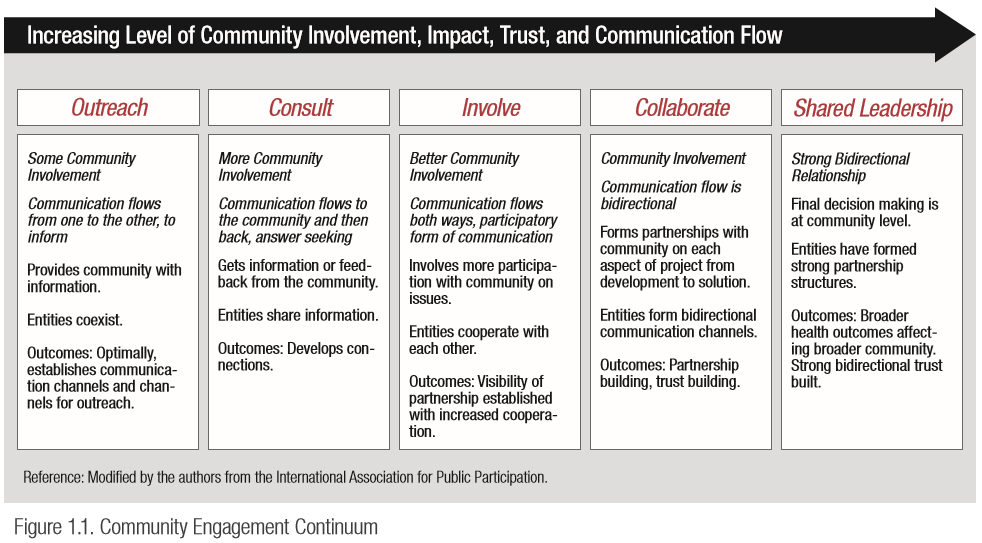 Increasing Level of Community Involvement, Impact, Trust, and Communication Flow
Outreach
Some Community
Involvement
Communication flows
from one to the other, to
inform
Provides community with
information.
Entities coexist.
Outcomes: Optimally,
establishes communica-
tion channels and chan-
nels for outreach.
Consult
More Community
Involvement
Communication flows to
the community and then
back, answer seeking
Gets information or feed-
back from the community.
Entities share information.
Outcomes: Develops con-
nections.
Involve
Better Community
Involvement
Communication flows
both ways, participatory
form of communication
Involves more participa-
tion with community on
issues.
Entities cooperate with
each other.
Outcomes: Visibility of
partnership established
with increased coopera-
tion.
Collaborate
Community Involvement
Communication flow is
bidirectional
Forms partnerships with
community on each
aspect of project from
development to solution.
Entities form bidirectional
communication channels.
Outcomes: Partnership
building, trust building.
Shared Leadership
Strong Bidirectional
Relationship
Final decision making is
at community level.
Entities have formed
strong partnership
structures.
Outcomes: Broader
health outcomes affect-
ing broader community.
Strong bidirectional trust
built.
Reference: Modified by the authors from the International Association for Public Participation.
Figure 1.1. Community Engagement Continuum